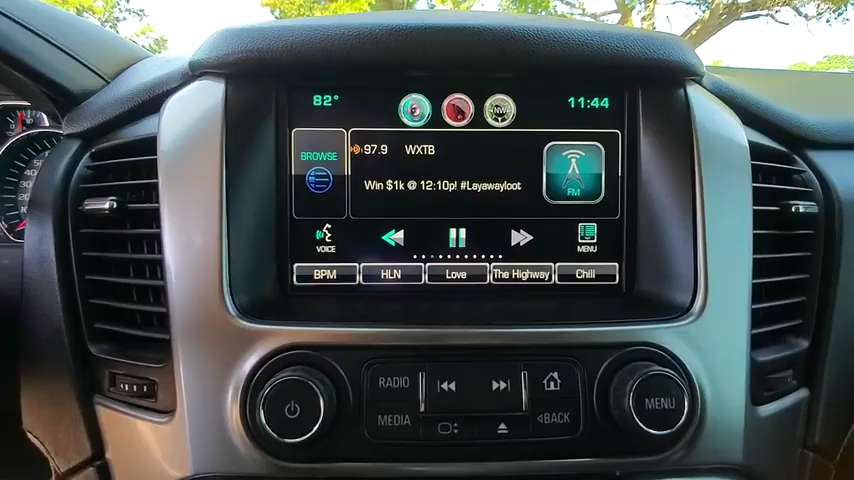 82°
NW
11:44
BROWSE
97.9 WXTB
Win $1k @ 12:10p! #Layawayloot
FM
VOICE
MENU
BPM
HLN
Love
The Highway
Chill
RADIO
MEDIA
BACK
MENU